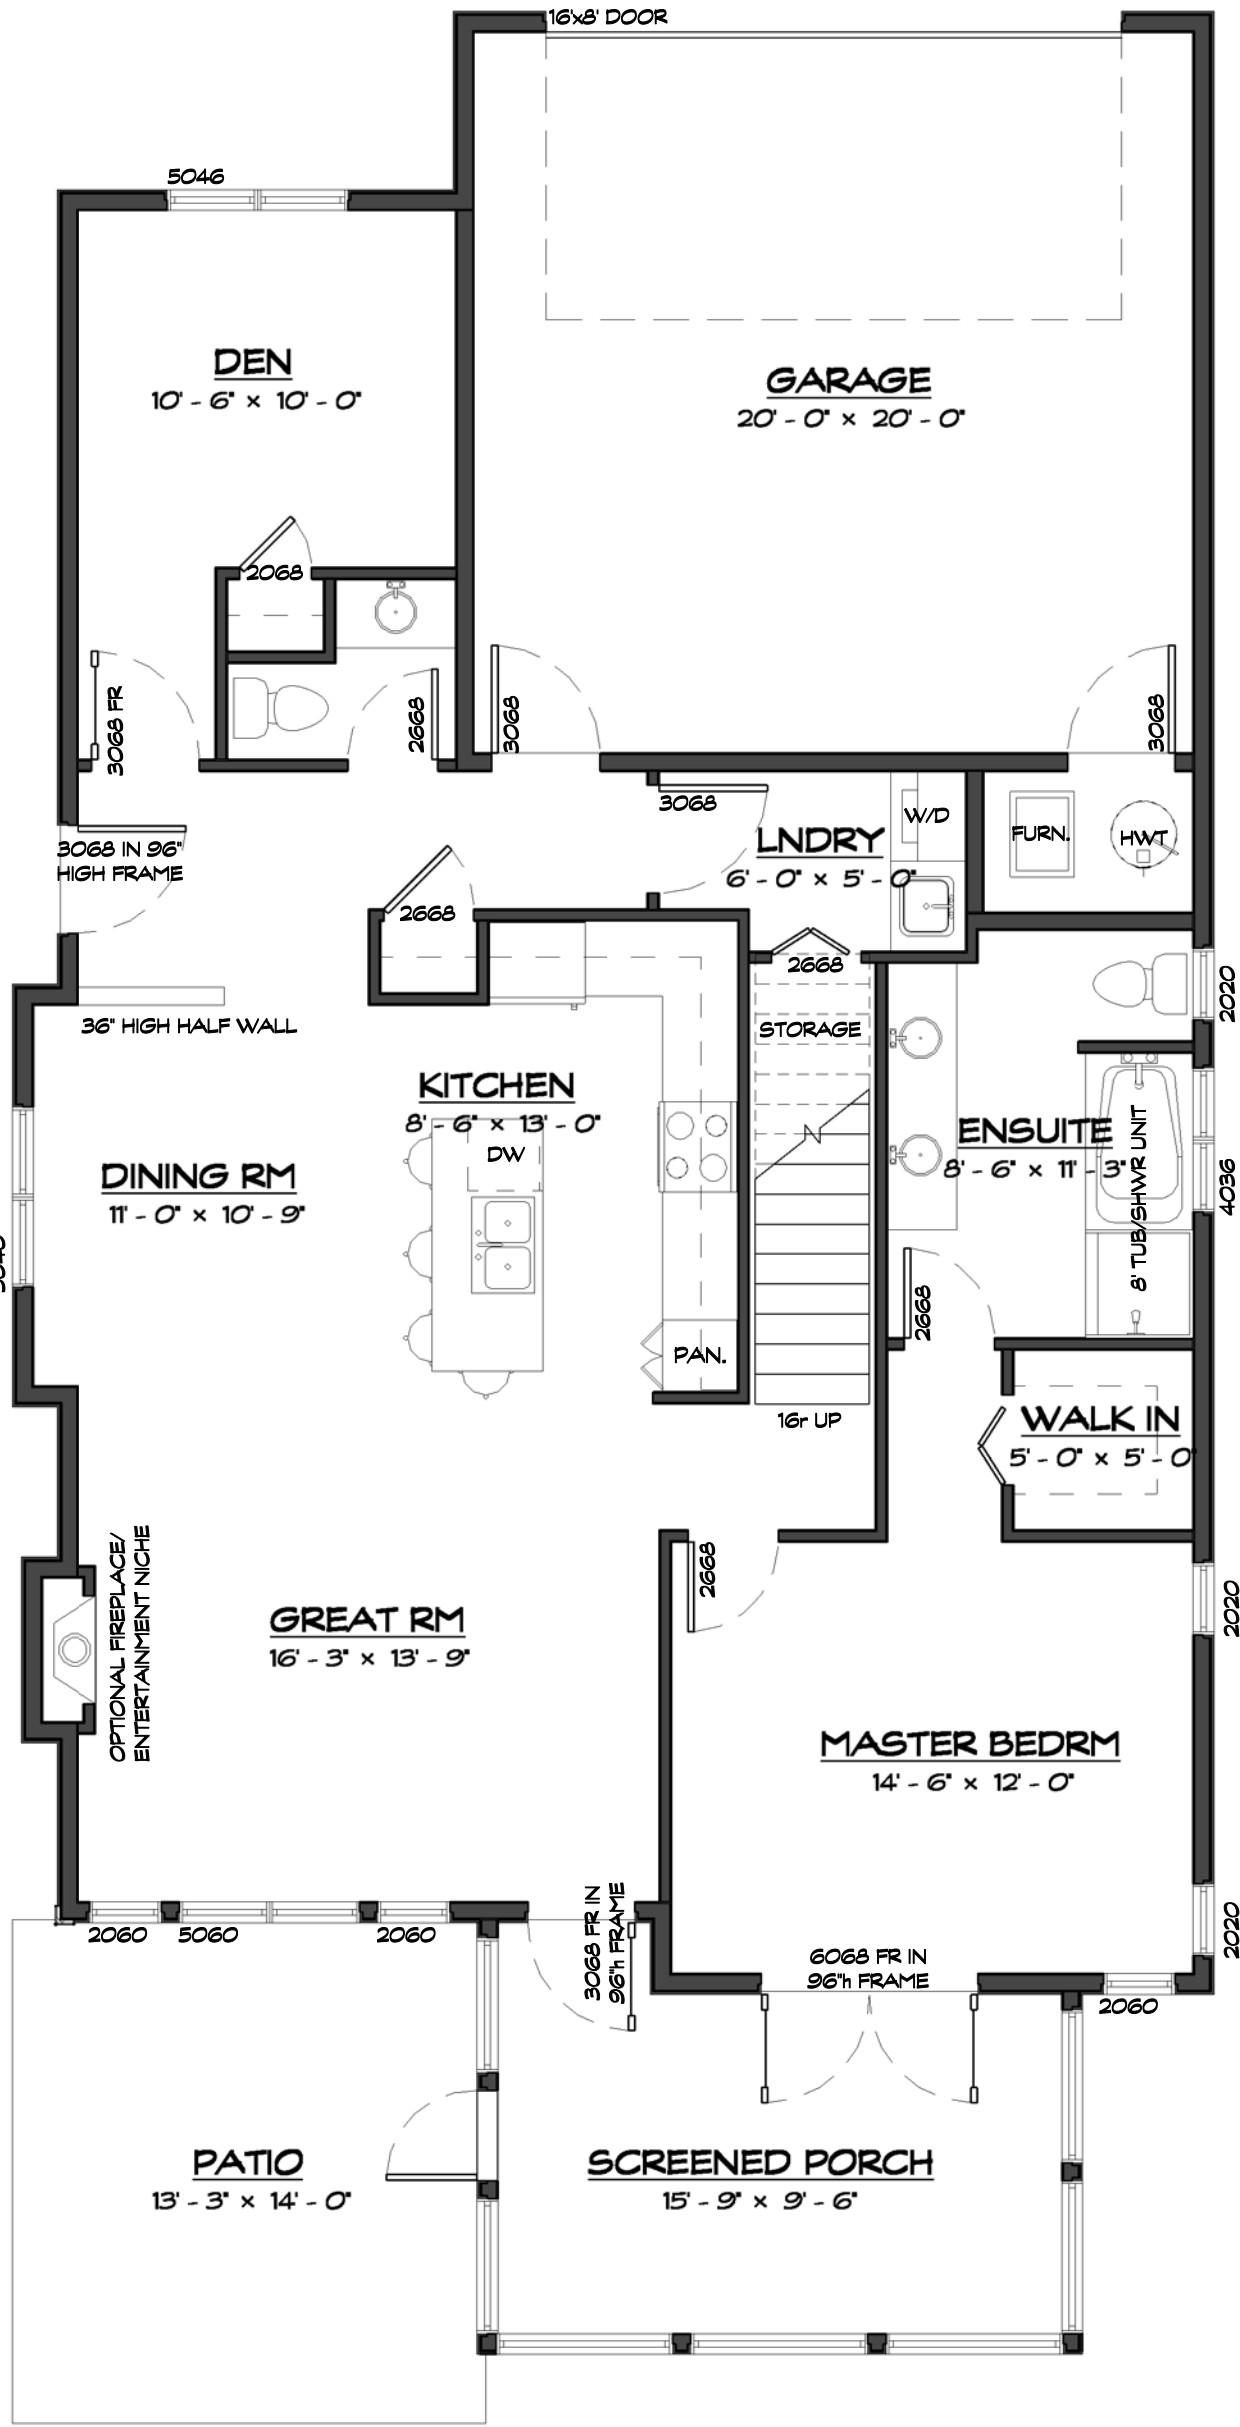 16'x8' DOOR
5046
DEN
10' - 6" x 10' - 0"
GARAGE
20' - 0" x 20' - 0"
2068
3068 FR
2668
3068
3068
3068
W/D
LNDRY
6' - 0" x 5' - 0"
FURN.
HWT
3068 IN 96"
HIGH FRAME
2668
2668
2020
36" HIGH HALF WALL
STORAGE
KITCHEN
8' - 6" x 13' - 0"
DW
ENSUITE
8' - 6" x 11' - 3"
8' TUB/SHWR UNIT
4036
DINING RM
11' - 0" x 10' - 9"
2668
PAN.
16r UP
WALK IN
5' - 0" x 5' - 0"
OPTIONAL FIREPLACE/
ENTERTAINMENT NICHE
2668
2020
GREAT RM
16' - 3" x 13' - 9"
MASTER BEDRM
14' - 6" x 12' - 0"
2060
5060
2060
3068 FR IN
96"h FRAME
6068 FR IN
96"h FRAME
2020
2060
PATIO
13' - 3" x 14' - 0"
SCREENED PORCH
15' - 9" x 9' - 6"